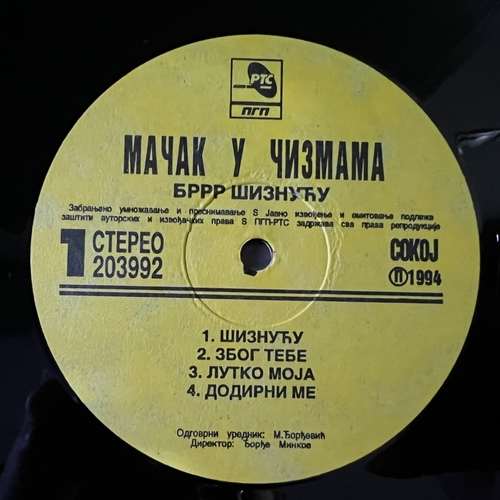 РТС
ПГП
МАЧАК У ЧИЗМАМА
БРРР ШИЗНУЋУ
Забрањено умножавање и преснимавање S Јавно извођење и емитовање подлеже
заштити ауторских и извођачких права S ПГП-РТС задржава сва права репродукције
1 СТЕРЕО
203992
СОКОЈ
П 1994
1. ШИЗНУЋУ
2. ЗБОГ ТЕБЕ
3. ЛУТКО МОЈА
4. ДОДИРНИ МЕ
Одговрни уредник: М.Ђорђевић
Директор: Ђорђе Минков